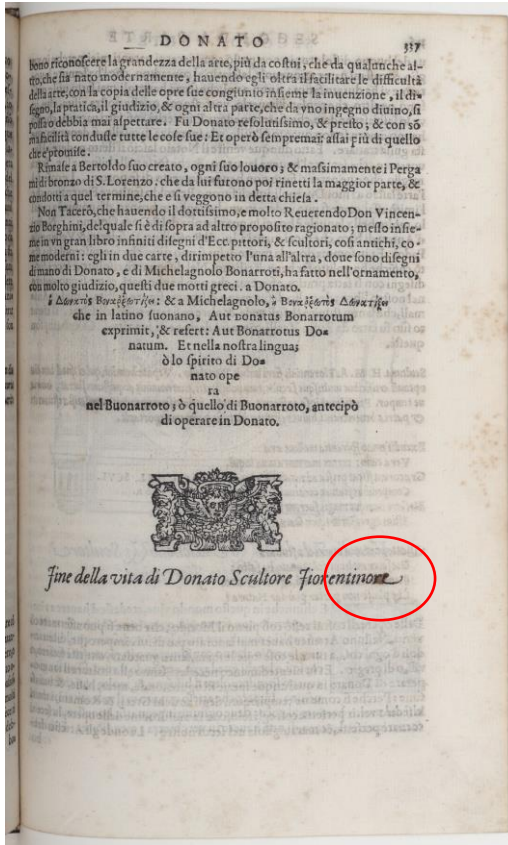 DONATO 337
bono riconoscere la grandezza della arte, più da costui, che da qualunche al-
tro, che sia nato modernamente, hauendo egli oltra il facilitare le difficultà
della arte, con la copia delle opre sue congiunto insieme la inuenzione, il di-
segno, la pratica, il giudizio, & ogni altra parte, che da vno ingegno diuino, si
possa o debbia mai aspettare. Fu Donato resolutissimo, & presto; & con sō
ma facilità condusse tutte le cose sue: Et operò sempremai; assai più di quello
che e' promise.
Rimase a Bertoldo suo creato, ogni suo louoro; & massimamente i Perga
mi di bronzo di S. Lorenzo. che da lui furono poi rinetti la maggior parte, &
condotti a quel termine; che e si veggono in detta chiesa.
Non Tacerò, che hauendo il dottissimo, e molto Reuerendo Don Vincen-
zio Borghini, del quale si è di sopra ad altro proposito ragionato; messo insie-
me in vn gran libro infiniti disegni d'Ecc. pittori, & scultori, cosi antichi, co-
me moderni: egli in due carte, dirimpetto l'una all'altra, doue sono disegni
di mano di Donato, e di Michelagnolo Bonarroti, ha fatto nell'ornamento,
con molto giudizio, questi due motti greci. a Donato.
& a Michelagnolo,
che in latino suonano, Aut Donatus Bonarrotum
exprimit, & refert: Aut Bonarrotus Do-
natum. Et nella nostra lingua;
ò lo spirito di Do-
nato ope
ra
nel Buonarroto; ò quello di Buonarroto, antecipò
di operare in Donato.
Fine della vita di Donato Scultore Fiorentinore